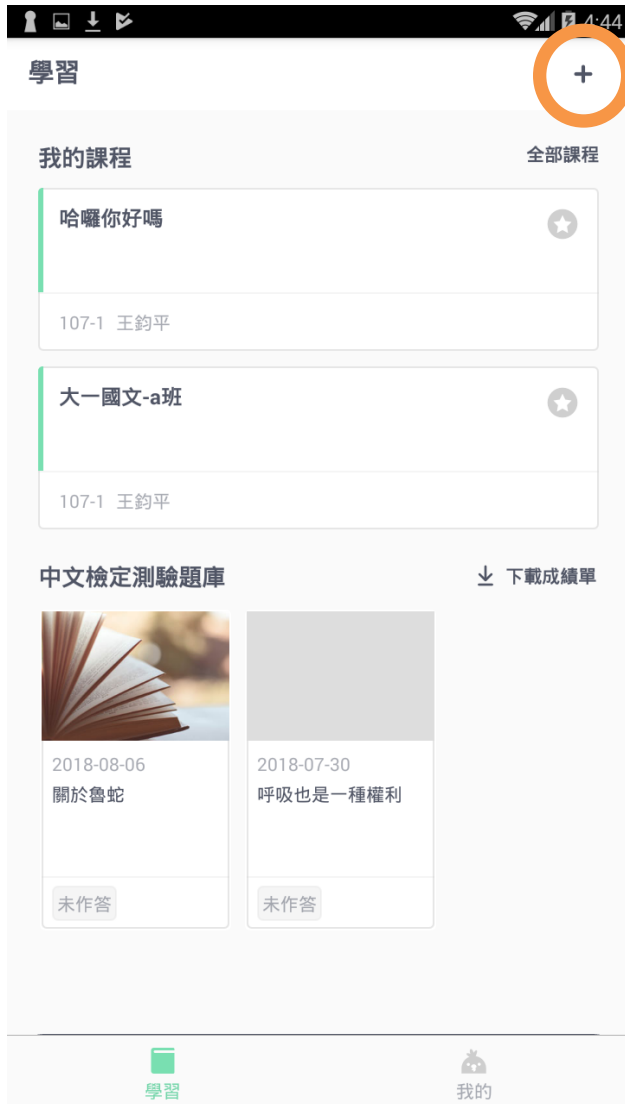 4:44
學習
+
我的課程 全部課程
哈囉你好嗎
107-1 王鈞平
大一國文-a班
107-1 王鈞平
中文檢定測驗題庫 下載成績單
2018-08-06 2018-07-30
關於魯蛇 呼吸也是一種權利
未作答 未作答
學習 我的